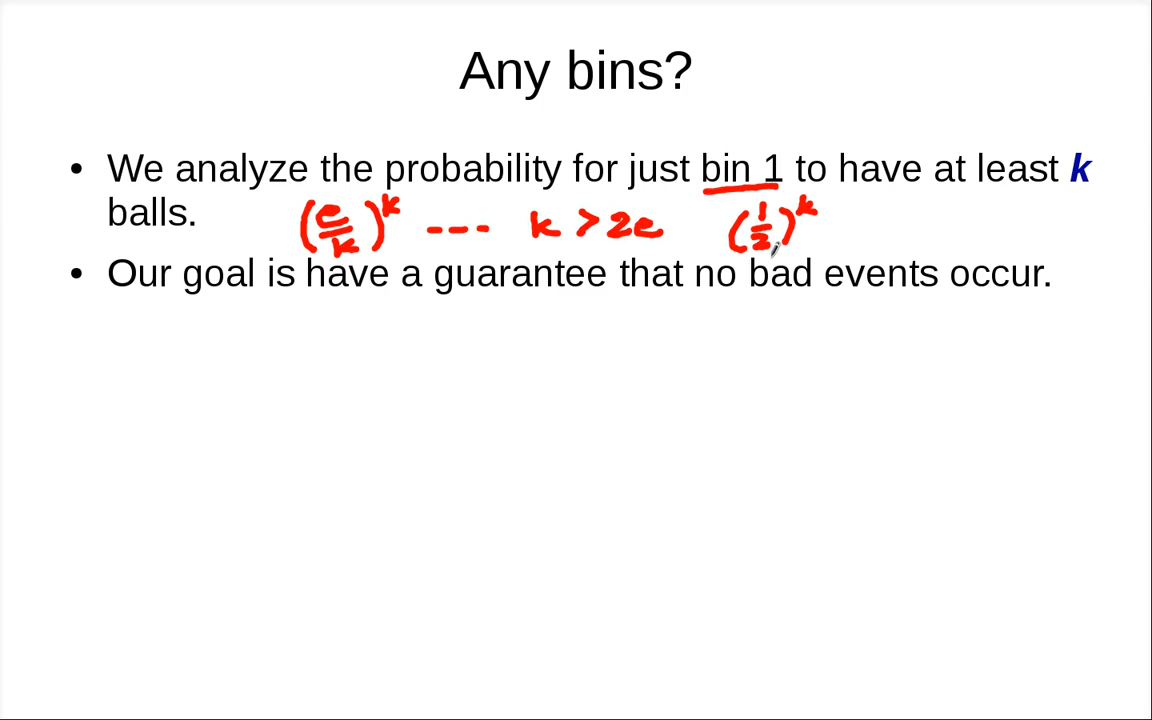 Any bins?
• We analyze the probability for just bin 1 to have at least k
balls.
(e/k)^k --- k > 2e (1/2)^k
• Our goal is have a guarantee that no bad events occur.